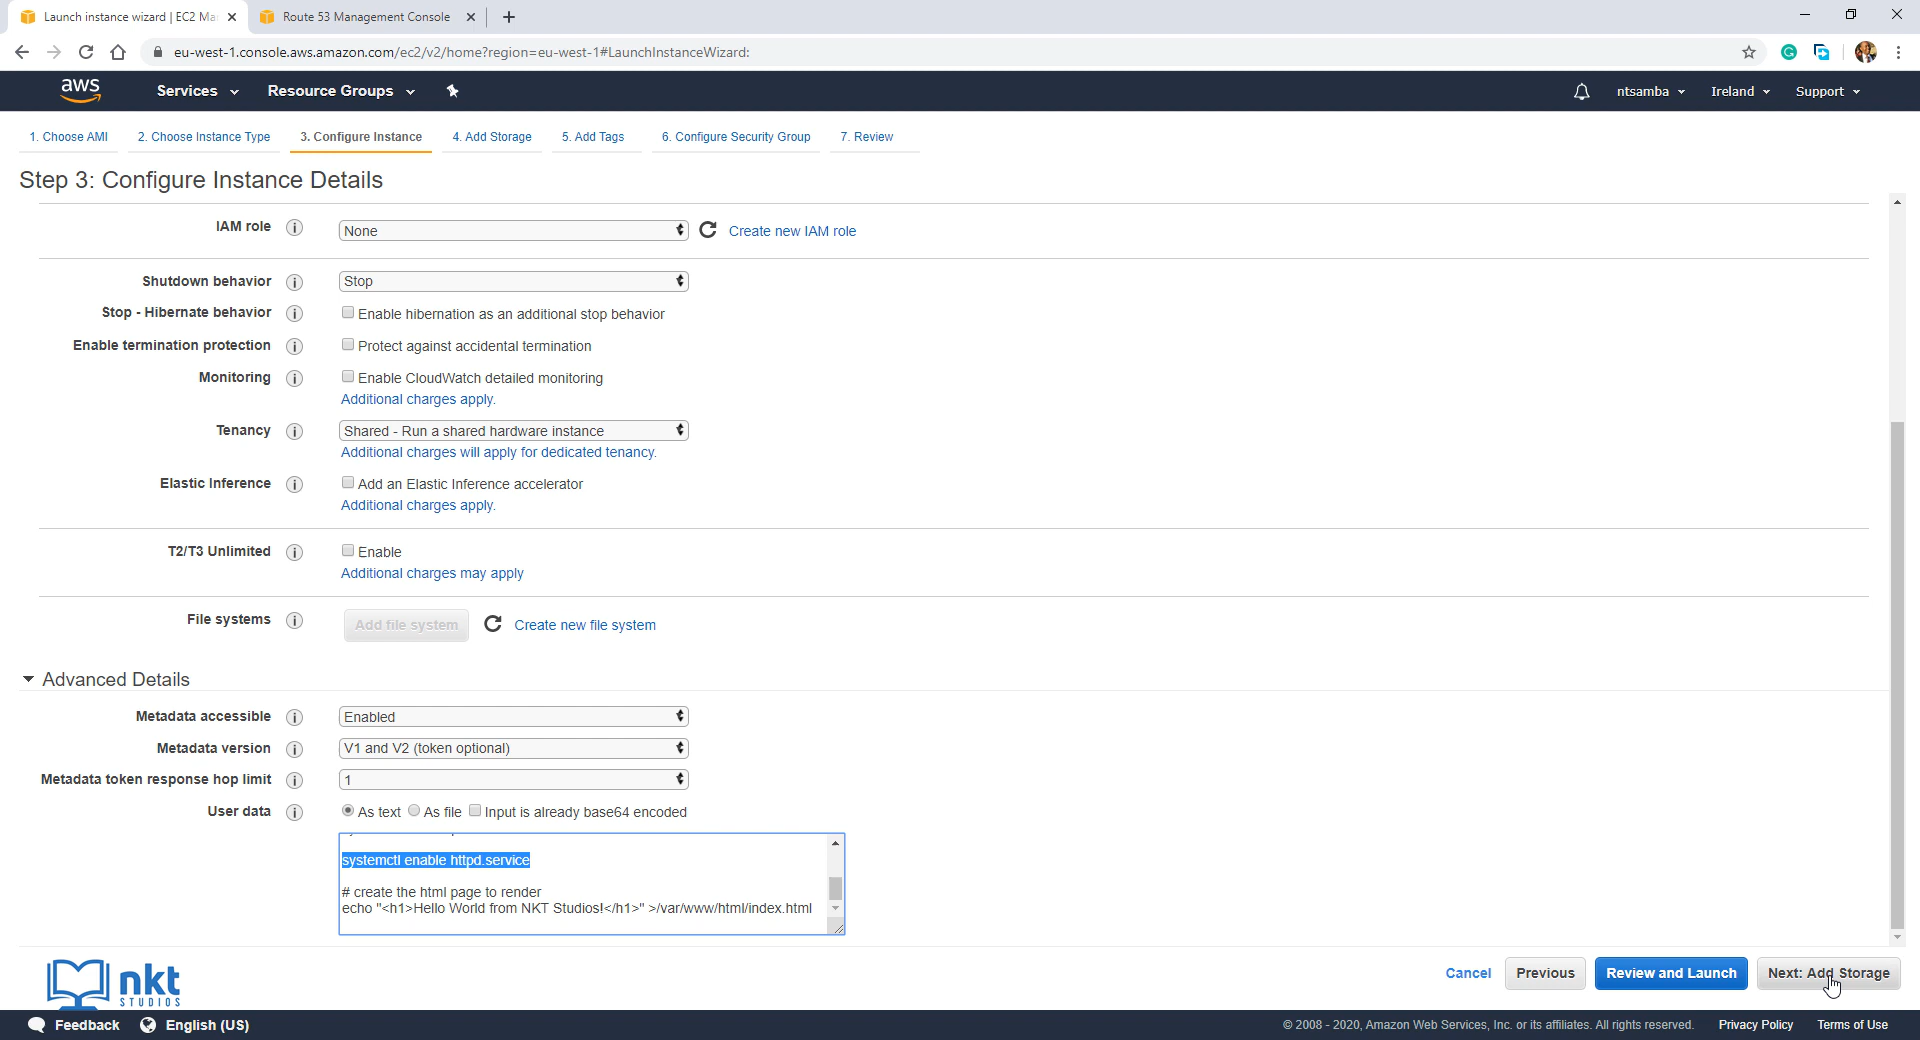 Launch instance wizard | EC2 Ma
Route 53 Management Console
eu-west-1.console.aws.amazon.com/ec2/v2/home?region=eu-west-1#LaunchInstanceWizard:
aws Services Resource Groups ntsamba Ireland Support
1. Choose AMI 2. Choose Instance Type 3. Configure Instance 4. Add Storage 5. Add Tags 6. Configure Security Group 7. Review
Step 3: Configure Instance Details
IAM role None Create new IAM role
Shutdown behavior Stop
Stop - Hibernate behavior Enable hibernation as an additional stop behavior
Enable termination protection Protect against accidental termination
Monitoring Enable CloudWatch detailed monitoring
Additional charges apply.
Tenancy Shared - Run a shared hardware instance
Additional charges will apply for dedicated tenancy.
Elastic Inference Add an Elastic Inference accelerator
Additional charges apply.
T2/T3 Unlimited Enable
Additional charges may apply
File systems Add file system Create new file system
Advanced Details
Metadata accessible Enabled
Metadata version V1 and V2 (token optional)
Metadata token response hop limit 1
User data As text As file Input is already base64 encoded
systemctl enable httpd.service
# create the html page to render
echo "<h1>Hello World from NKT Studios!</h1>" >/var/www/html/index.html
Cancel Previous Review and Launch Next: Add Storage
nkt
STUDIOS
Feedback English (US) © 2008 - 2020, Amazon Web Services, Inc. or its affiliates. All rights reserved. Privacy Policy Terms of Use